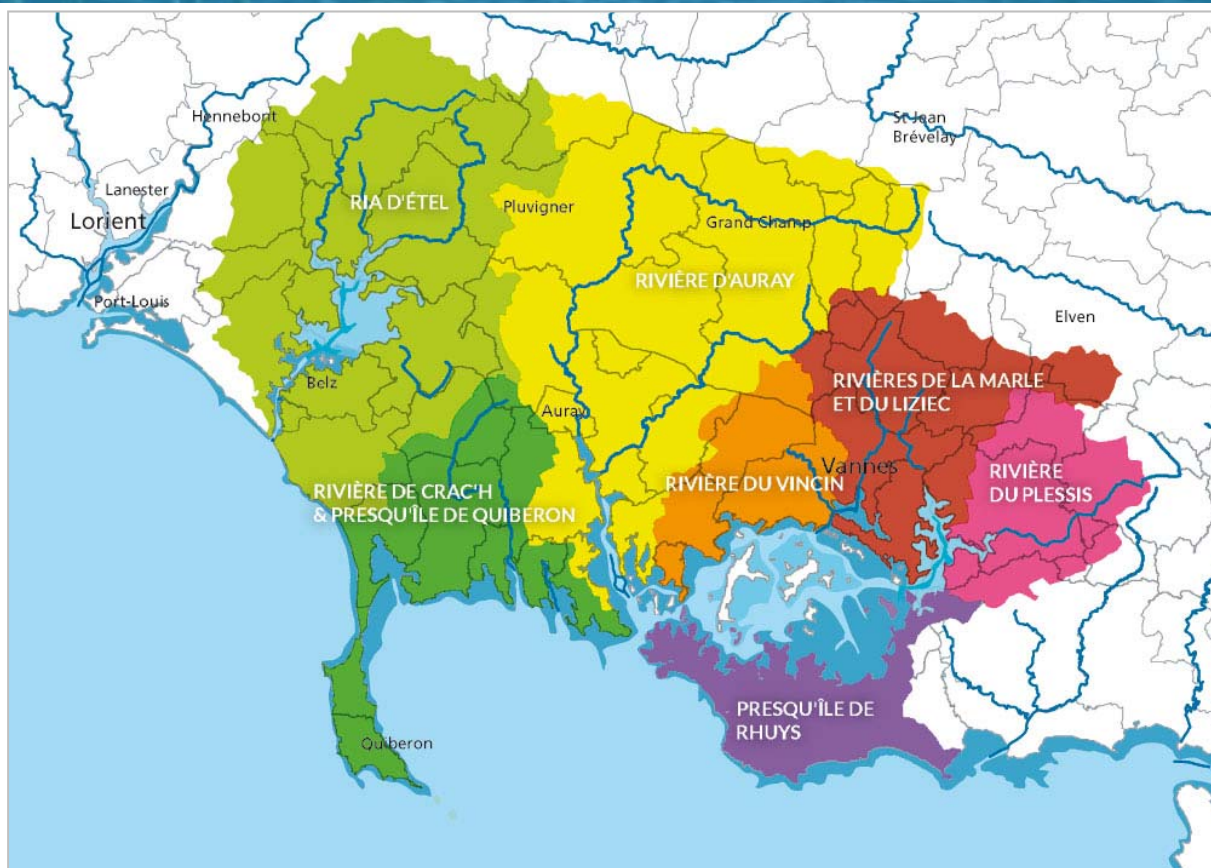 Hennebont
St Jean
Brévelay
Lanester
Lorient
RIA D'ÉTEL
Pluvigner
Grand Champ
RIVIÈRE D'AURAY
Port-Louis
Elven
Belz
RIVIÈRES DE LA MARLE
ET DU LIZIEC
Auray
Vannes
RIVIÈRE DE CRAC'H
& PRESQU'ÎLE DE QUIBERON
RIVIÈRE DU VINCIN
RIVIÈRE
DU PLESSIS
PRESQU'ÎLE DE
RHUYS
Quiberon